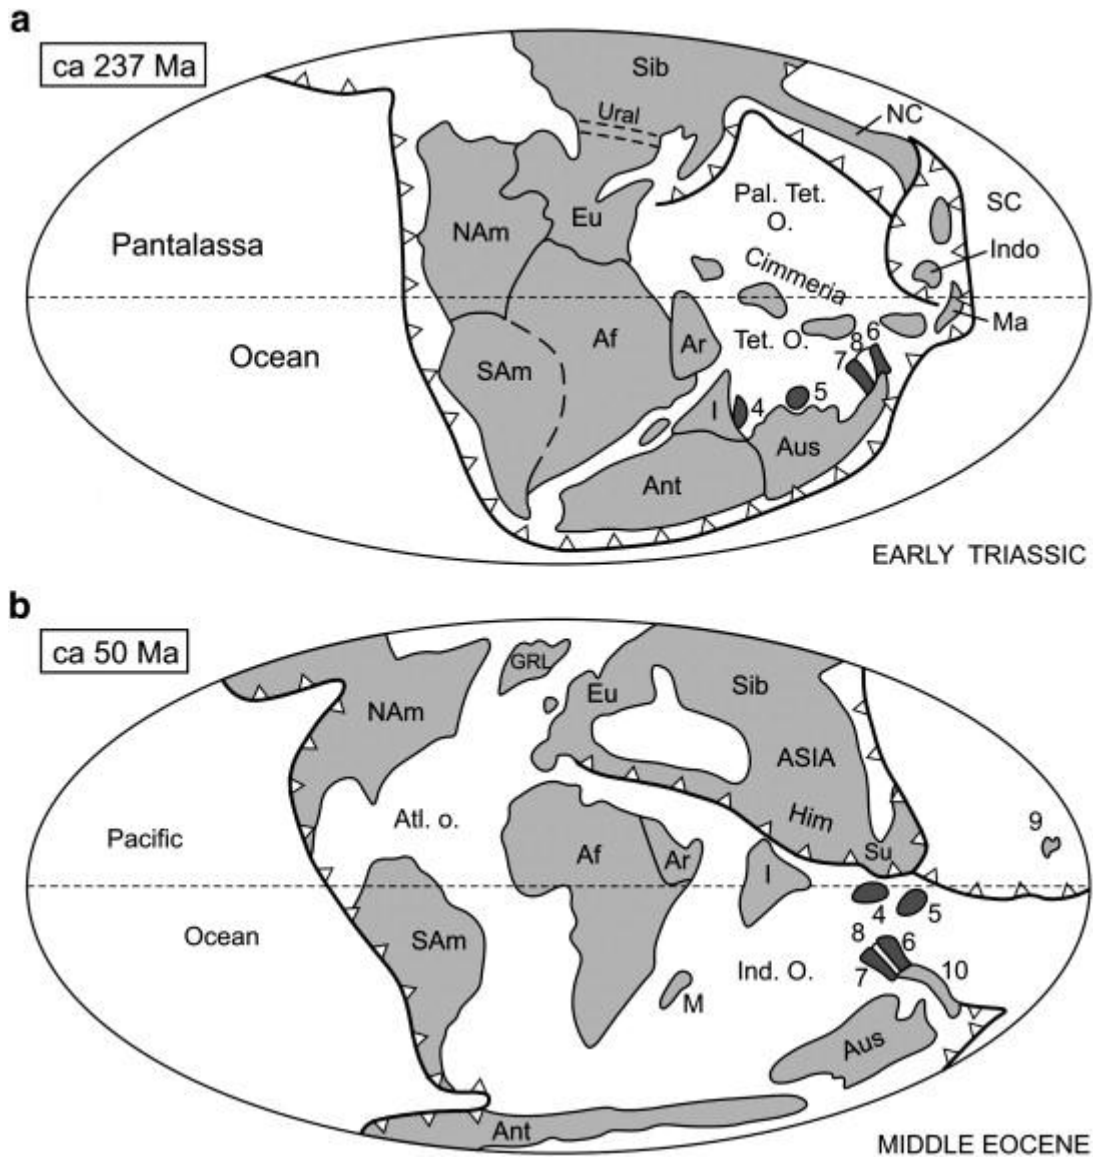 a
ca 237 Ma
Sib
Ural
NC
Pal. Tet.
O.
SC
NAm
Eu
Pantalassa
Cimmeria
Indo
Ma
Ocean
Af
Ar
Tet. O.
8 6
7
SAm
I
4
5
Aus
Ant
EARLY TRIASSIC
b
ca 50 Ma
GRL
Eu
Sib
NAm
ASIA
Him
Atl. o.
9
Pacific
Su
Af
Ar
I
4
5
Ocean
SAm
8
6
7
10
Ind. O.
M
Aus
Ant
MIDDLE EOCENE